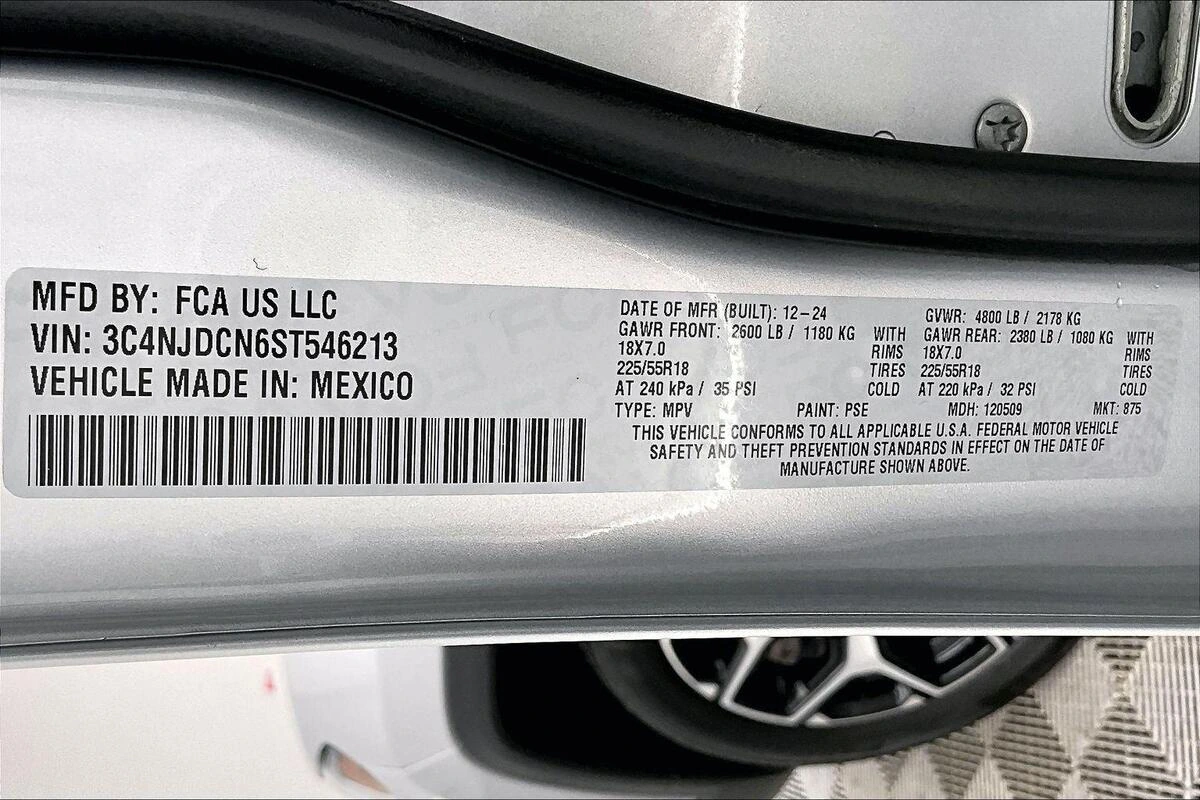 MFD BY: FCA US LLC
VIN: 3C4NJDCN6ST546213
VEHICLE MADE IN: MEXICO
DATE OF MFR (BUILT): 12-24 GVWR: 4800 LB / 2178 KG
GAWR FRONT: 2600 LB / 1180 KG WITH GAWR REAR: 2380 LB / 1080 KG WITH
18X7.0 RIMS 18X7.0 RIMS
225/55R18 TIRES 225/55R18 TIRES
AT 240 kPa / 35 PSI COLD AT 220 kPa / 32 PSI COLD
TYPE: MPV PAINT: PSE MDH: 120509 MKT: 875
THIS VEHICLE CONFORMS TO ALL APPLICABLE U.S.A. FEDERAL MOTOR VEHICLE
SAFETY AND THEFT PREVENTION STANDARDS IN EFFECT ON THE DATE OF
MANUFACTURE SHOWN ABOVE.